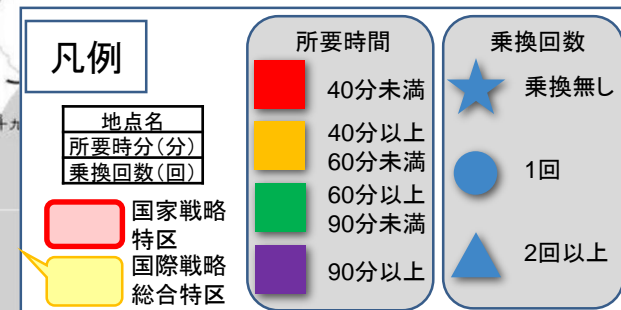 凡例
地点名
所要時分(分)
乗換回数(回)
国家戦略
特区
国際戦略
総合特区
所要時間
40分未満
40分以上
60分未満
60分以上
90分未満
90分以上
乗換回数
乗換無し
1回
2回以上